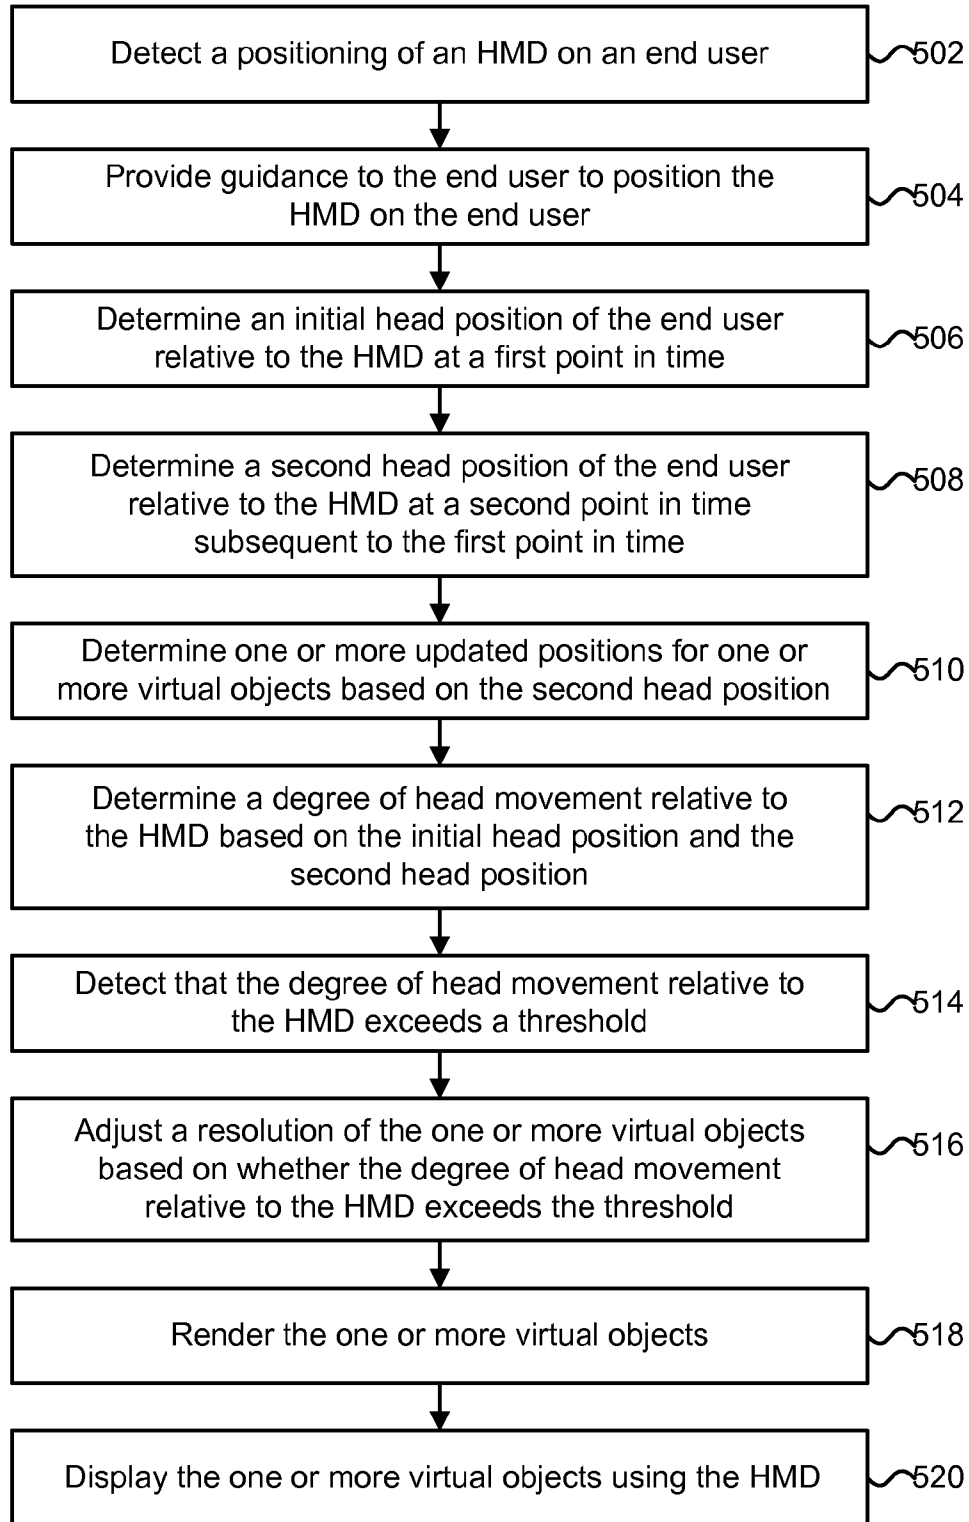 Detect a positioning of an HMD on an end user
502
Provide guidance to the end user to position the
HMD on the end user
504
Determine an initial head position of the end user
relative to the HMD at a first point in time
506
Determine a second head position of the end user
relative to the HMD at a second point in time
subsequent to the first point in time
508
Determine one or more updated positions for one or
more virtual objects based on the second head position
510
Determine a degree of head movement relative to
the HMD based on the initial head position and the
second head position
512
Detect that the degree of head movement relative to
the HMD exceeds a threshold
514
Adjust a resolution of the one or more virtual objects
based on whether the degree of head movement
relative to the HMD exceeds the threshold
516
Render the one or more virtual objects
518
Display the one or more virtual objects using the HMD
520